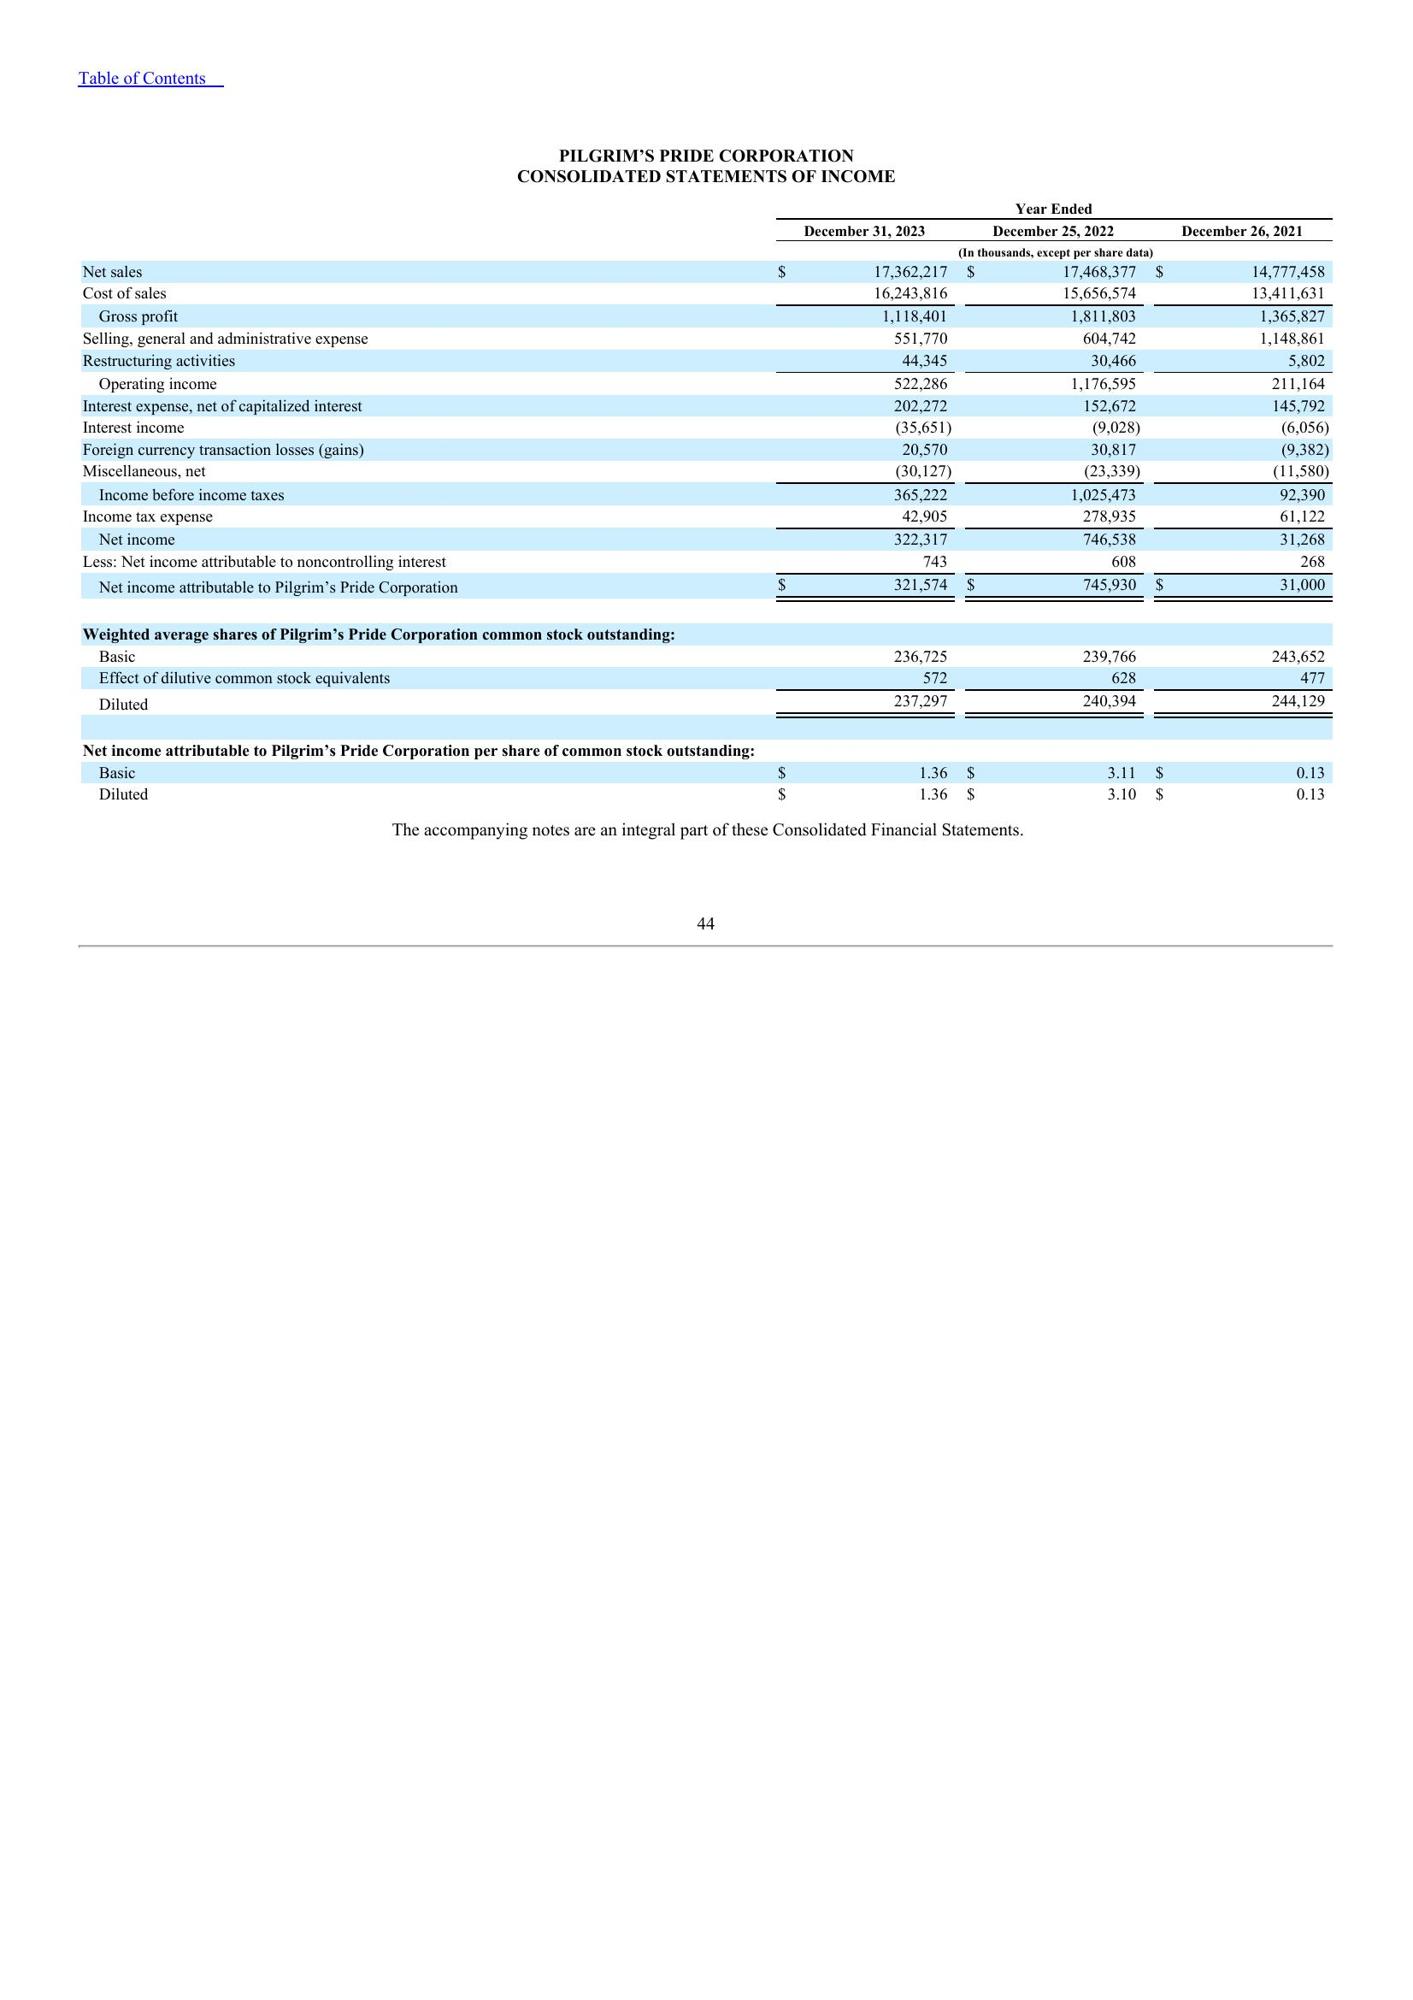 Table of Contents
PILGRIM’S PRIDE CORPORATION
CONSOLIDATED STATEMENTS OF INCOME
Year Ended
December 31, 2023 December 25, 2022 December 26, 2021
(In thousands, except per share data)
Net sales $ 17,362,217 $ 17,468,377 $ 14,777,458
Cost of sales 16,243,816 15,656,574 13,411,631
Gross profit 1,118,401 1,811,803 1,365,827
Selling, general and administrative expense 551,770 604,742 1,148,861
Restructuring activities 44,345 30,466 5,802
Operating income 522,286 1,176,595 211,164
Interest expense, net of capitalized interest 202,272 152,672 145,792
Interest income (35,651) (9,028) (6,056)
Foreign currency transaction losses (gains) 20,570 30,817 (9,382)
Miscellaneous, net (30,127) (23,339) (11,580)
Income before income taxes 365,222 1,025,473 92,390
Income tax expense 42,905 278,935 61,122
Net income 322,317 746,538 31,268
Less: Net income attributable to noncontrolling interest 743 608 268
Net income attributable to Pilgrim’s Pride Corporation $ 321,574 $ 745,930 $ 31,000
Weighted average shares of Pilgrim’s Pride Corporation common stock outstanding:
Basic 236,725 239,766 243,652
Effect of dilutive common stock equivalents 572 628 477
Diluted 237,297 240,394 244,129
Net income attributable to Pilgrim’s Pride Corporation per share of common stock outstanding:
Basic $ 1.36 $ 3.11 $ 0.13
Diluted $ 1.36 $ 3.10 $ 0.13
The accompanying notes are an integral part of these Consolidated Financial Statements.
44